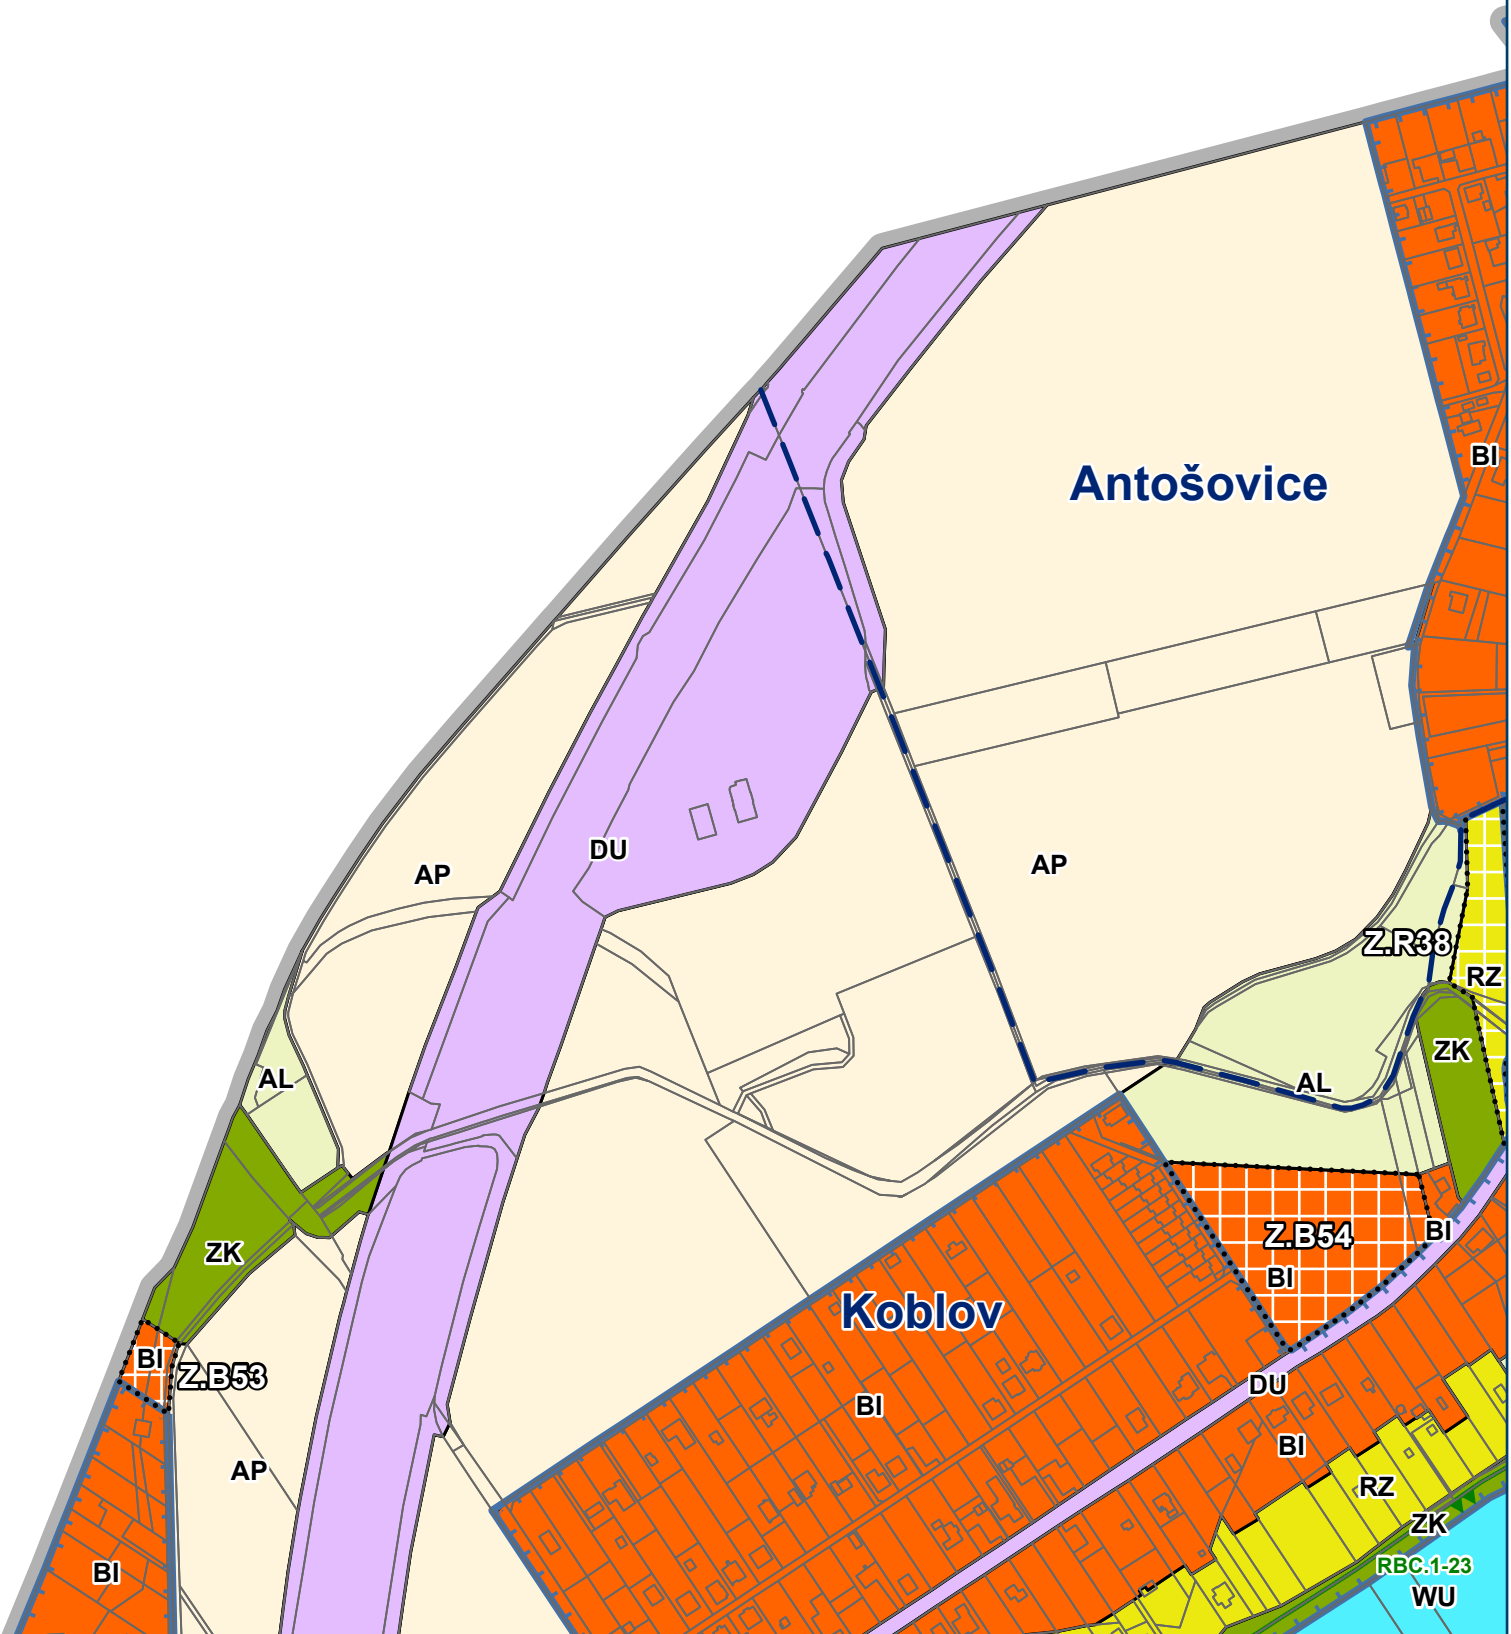 BI
Antošovice
DU
AP
AP
Z.R38
RZ
ZK
AL
AL
BI
Z.B54
ZK
BI
Koblov
BI
Z.B53
DU
BI
BI
AP
RZ
ZK
BI
RBC.1-23
WU